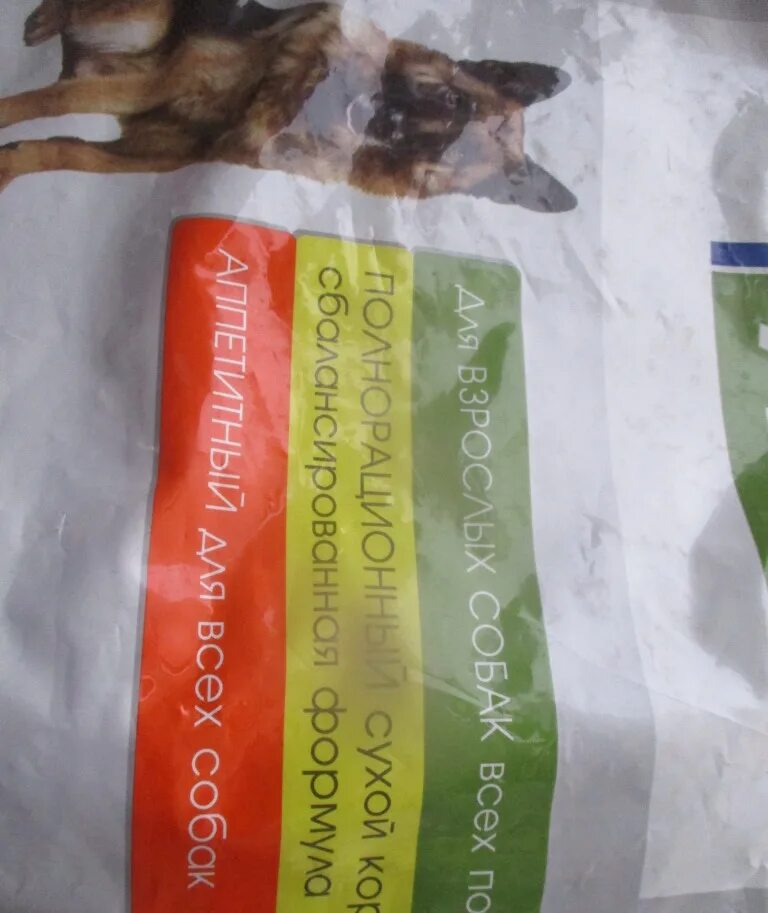 для ВЗРОСЛЫХ СОБАК всех по
ПОЛНОРАЦИОННЫЙ сухой кор
сбалансированная формула
АППЕТИТНЫЙ для всех собак